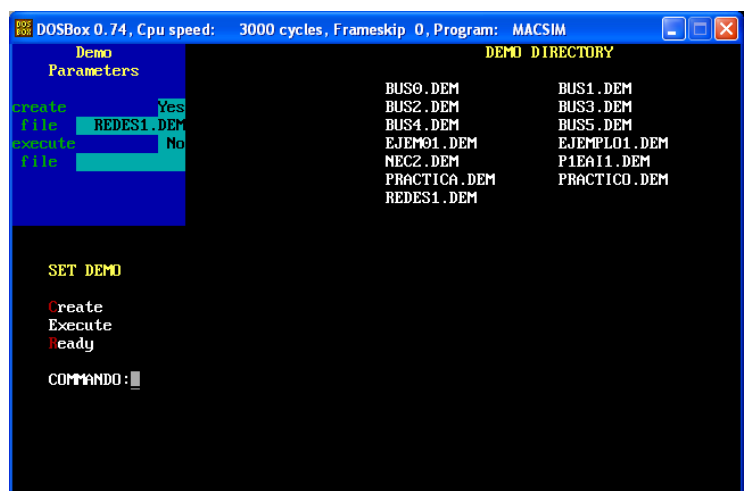 DOSBox 0.74, Cpu speed: 3000 cycles, Frameskip 0, Program: MACSIM
Demo
Parameters
create Yes
file REDES1.DEM
execute No
file
DEMO DIRECTORY
BUS0.DEM BUS1.DEM
BUS2.DEM BUS3.DEM
BUS4.DEM BUS5.DEM
EJEM01.DEM EJEMPLO1.DEM
NEC2.DEM P1EAI1.DEM
PRACTICA.DEM PRACTICO.DEM
REDES1.DEM
SET DEMO
Create
Execute
Ready
COMMANDO: